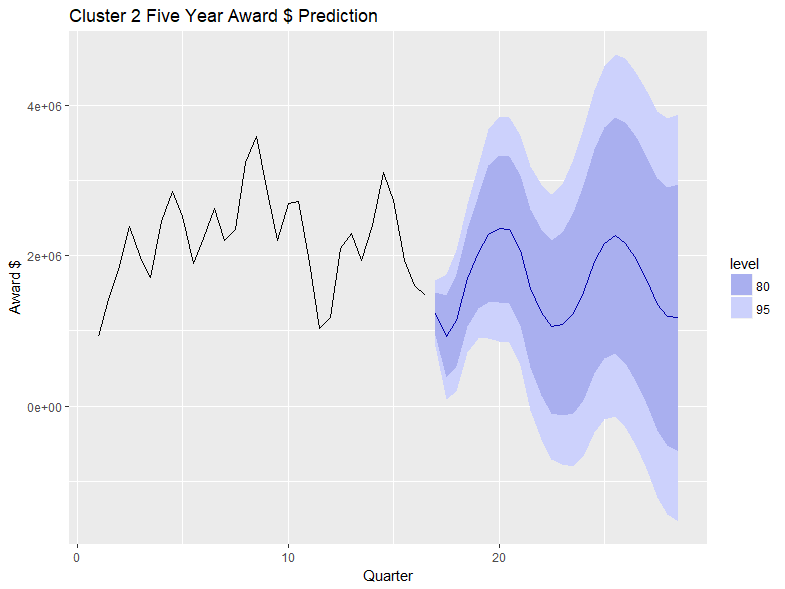 Cluster 2 Five Year Award $ Prediction
4e+06
2e+06
0e+00
Award $
0
10
20
Quarter
level
80
95